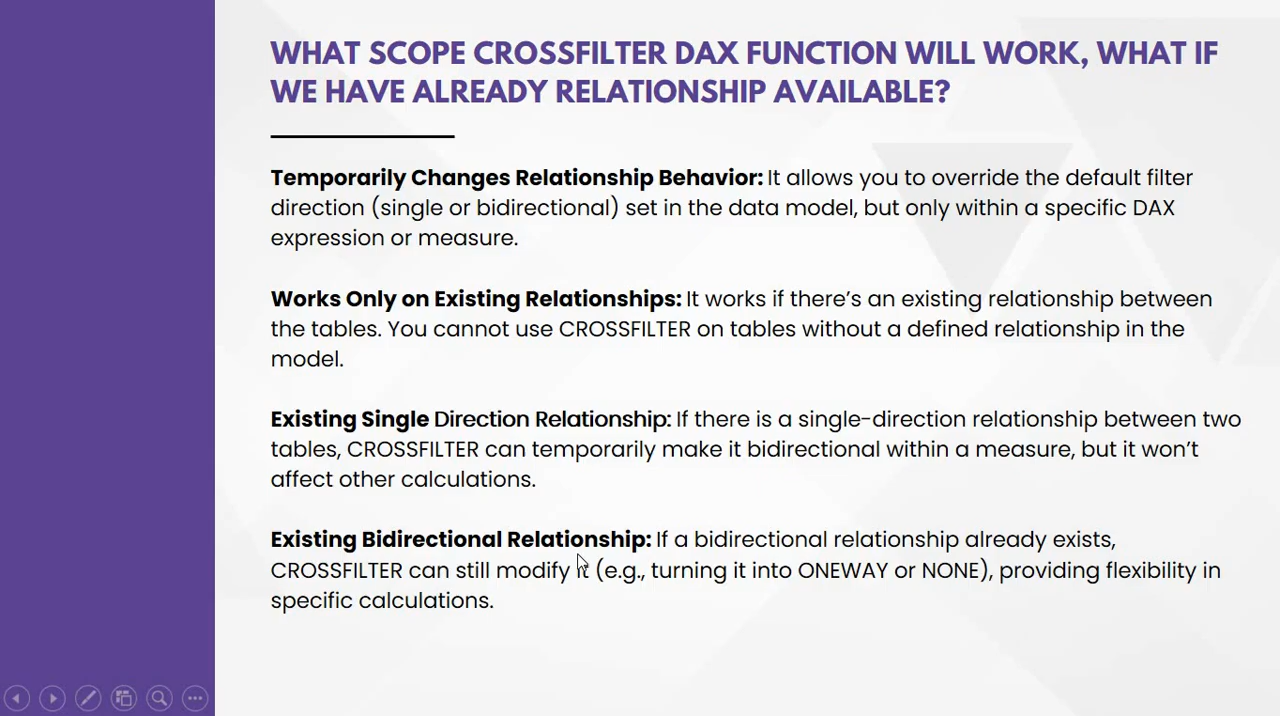 WHAT SCOPE CROSSFILTER DAX FUNCTION WILL WORK, WHAT IF
WE HAVE ALREADY RELATIONSHIP AVAILABLE?
Temporarily Changes Relationship Behavior: It allows you to override the default filter
direction (single or bidirectional) set in the data model, but only within a specific DAX
expression or measure.
Works Only on Existing Relationships: It works if there's an existing relationship between
the tables. You cannot use CROSSFILTER on tables without a defined relationship in the
model.
Existing Single Direction Relationship: If there is a single-direction relationship between two
tables, CROSSFILTER can temporarily make it bidirectional within a measure, but it won't
affect other calculations.
Existing Bidirectional Relationship: If a bidirectional relationship already exists,
CROSSFILTER can still modify it (e.g., turning it into ONEWAY or NONE), providing flexibility in
specific calculations.